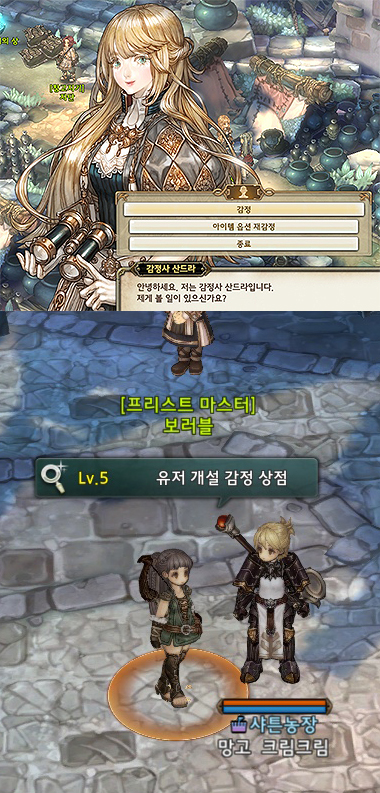 의 상
[창고지기]
감정
아이템 옵션 재감정
종료
감정사 산드라
안녕하세요. 저는 감정사 산드라입니다.
제게 볼 일이 있으신가요?
[프리스트 마스터]
보러블
Lv.5 유저 개설 감정 상점
샤튼농장
망고 크림크림